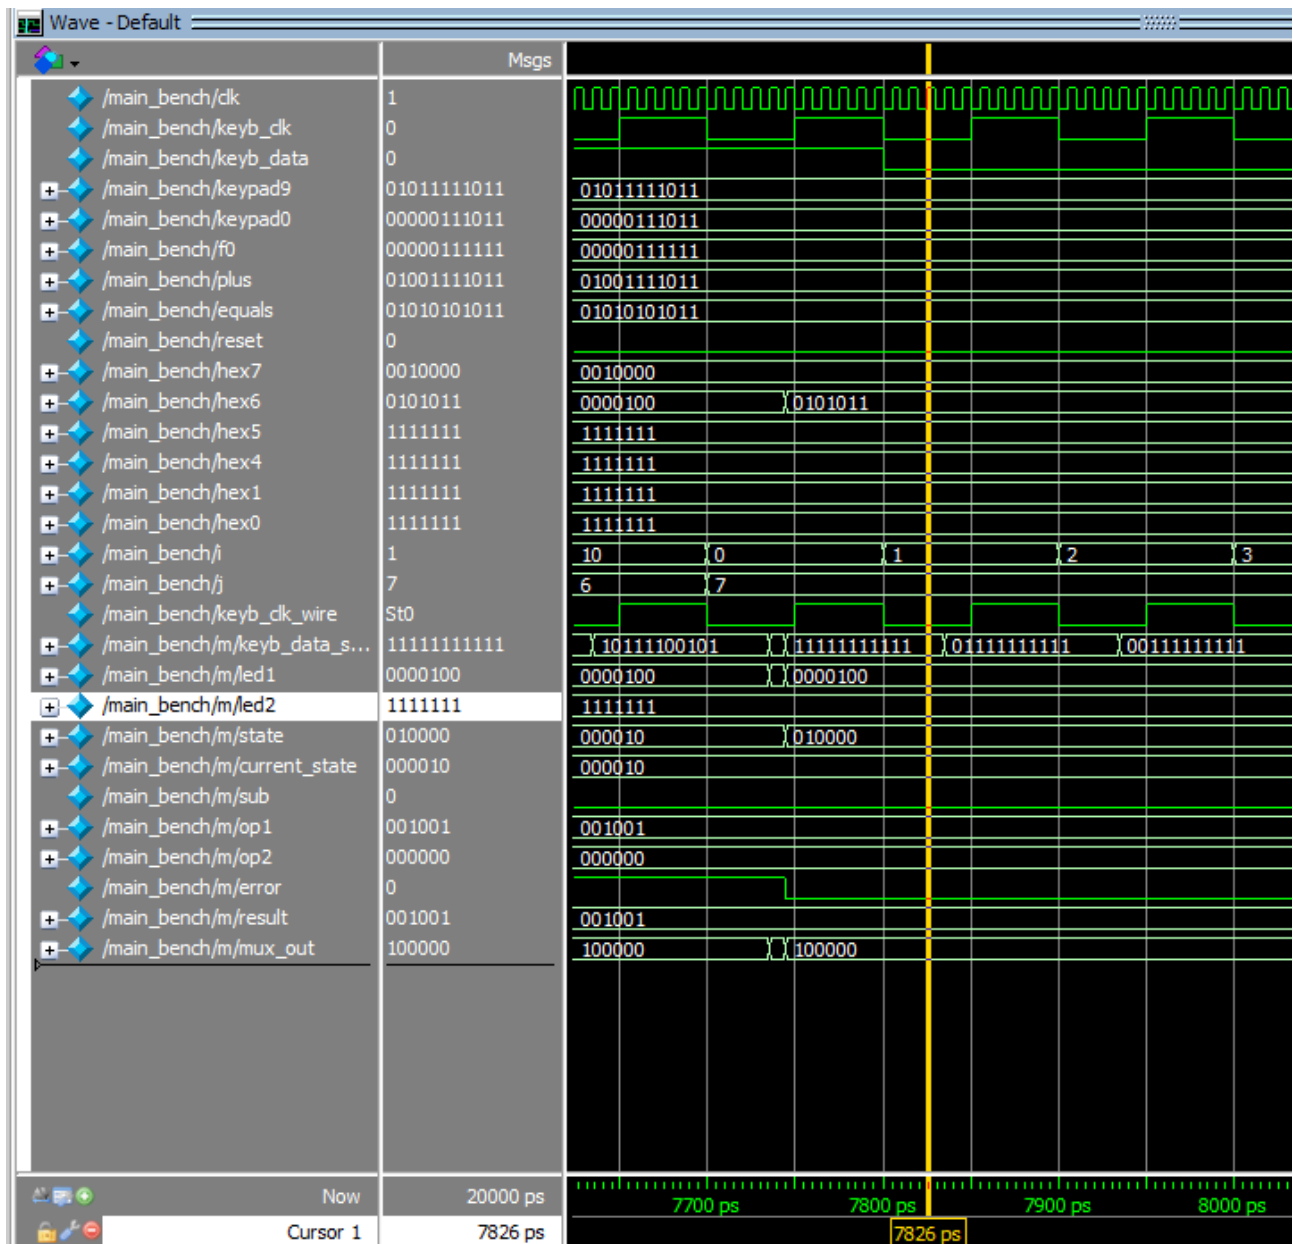 Wave - Default
Msgs
/main_bench/clk 1
/main_bench/keyb_clk 0
/main_bench/keyb_data 0
/main_bench/keypad9 01011111011 01011111011
/main_bench/keypad0 00000111011 00000111011
/main_bench/f0 00000111111 00000111111
/main_bench/plus 01001111011 01001111011
/main_bench/equals 01010101011 01010101011
/main_bench/reset 0
/main_bench/hex7 0010000 0010000
/main_bench/hex6 0101011 0000100 0101011
/main_bench/hex5 1111111 1111111
/main_bench/hex4 1111111 1111111
/main_bench/hex1 1111111 1111111
/main_bench/hex0 1111111 1111111
/main_bench/i 1 10 0 1 2 3
/main_bench/j 7 6 7
/main_bench/keyb_clk_wire St0
/main_bench/m/keyb_data_s... 11111111111 10111100101 11111111111 01111111111 00111111111
/main_bench/m/led1 0000100 0000100 0000100
/main_bench/m/led2 1111111 1111111
/main_bench/m/state 010000 000010 010000
/main_bench/m/current_state 000010 000010
/main_bench/m/sub 0
/main_bench/m/op1 001001 001001
/main_bench/m/op2 000000 000000
/main_bench/m/error 0
/main_bench/m/result 001001 001001
/main_bench/m/mux_out 100000 100000 100000
Now 20000 ps 7700 ps 7800 ps 7900 ps 8000 ps
Cursor 1 7826 ps 7826 ps